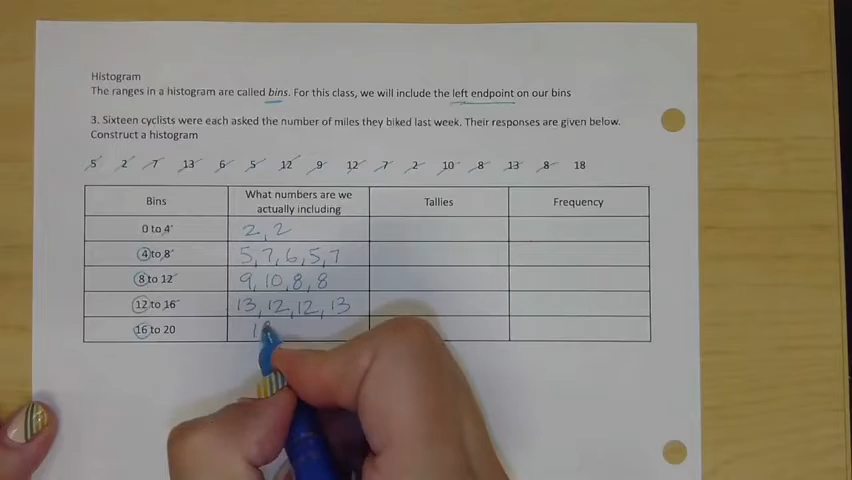 Histogram
The ranges in a histogram are called bins. For this class, we will include the left endpoint on our bins
3. Sixteen cyclists were each asked the number of miles they biked last week. Their responses are given below.
Construct a histogram
5 2 7 13 6 5 12 9 12 7 2 10 8 13 8 18
Bins What numbers are we actually including Tallies Frequency
0 to 4 2, 2
4 to 8 5, 7, 6, 5, 7
8 to 12 9, 10, 8, 8
12 to 16 13, 12, 12, 13
16 to 20